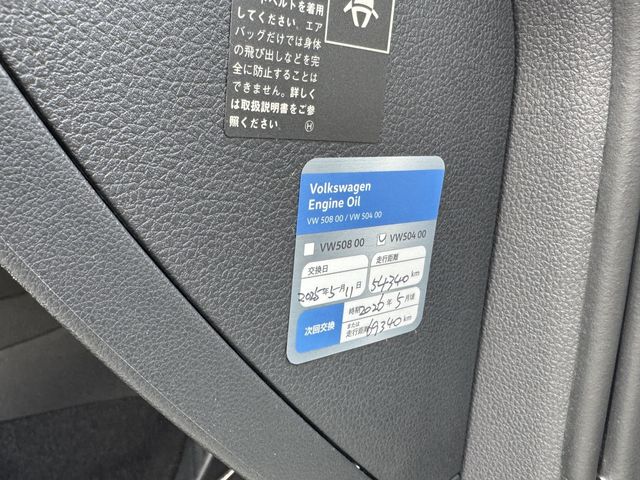 トベルトを着用
してください。エア
バッグだけでは身体
の飛び出しなどを完
全に防止することは
できません。詳しく
は取扱説明書をご参
照ください。
H
Volkswagen
Engine Oil
VW 508 00 / VW 504 00
VW508 00
VW504 00
交換日
2025年5月11日
走行距離
54340km
次回交換
時期 2026年5月頃
または
走行距離 69340km